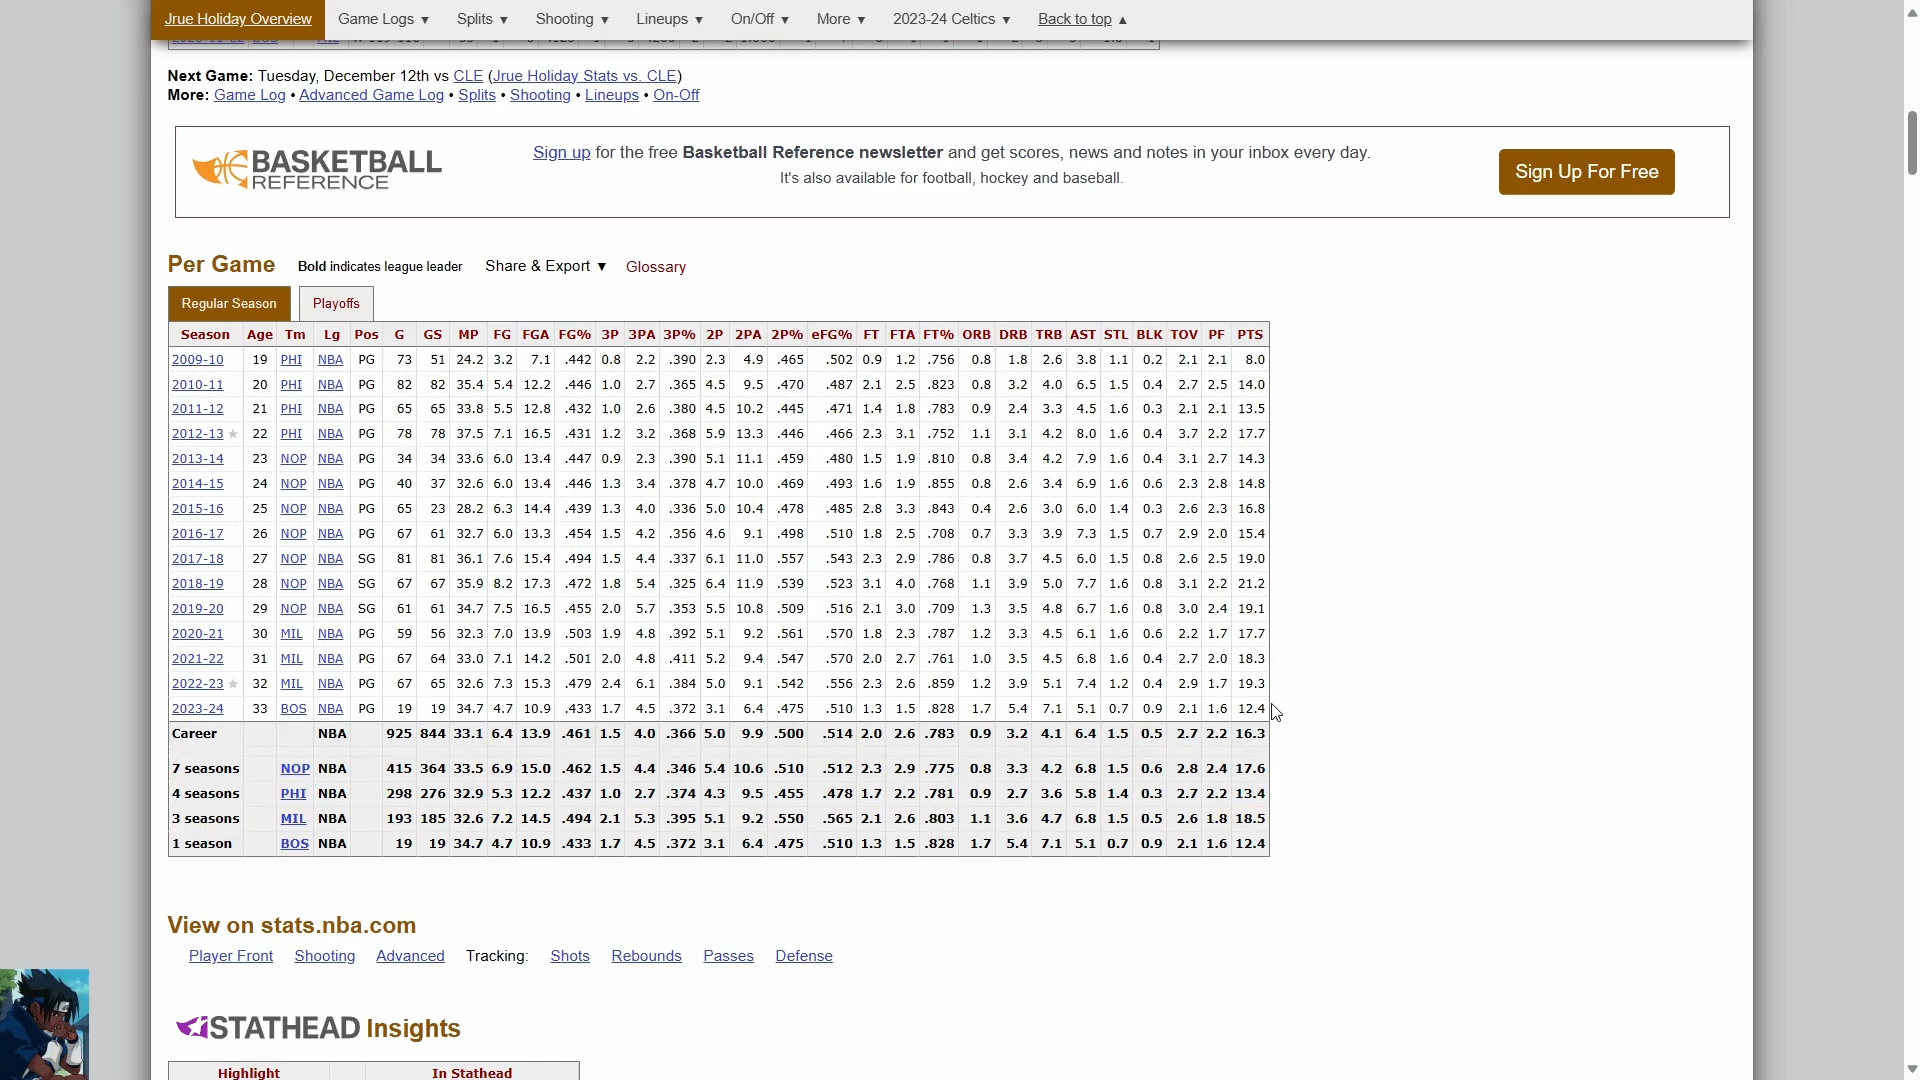 Jrue Holiday Overview Game Logs ▼ Splits ▼ Shooting ▼ Lineups ▼ On/Off ▼ More ▼ 2023-24 Celtics ▼ Back to top ▲
Next Game: Tuesday, December 12th vs CLE (Jrue Holiday Stats vs. CLE)
More: Game Log • Advanced Game Log • Splits • Shooting • Lineups • On-Off
BASKETBALL
REFERENCE
Sign up for the free Basketball Reference newsletter and get scores, news and notes in your inbox every day.
It's also available for football, hockey and baseball.
Sign Up For Free
Per Game Bold indicates league leader Share & Export ▼ Glossary
Regular Season Playoffs
Season Age Tm Lg Pos G GS MP FG FGA FG% 3P 3PA 3P% 2P 2PA 2P% eFG% FT FTA FT% ORB DRB TRB AST STL BLK TOV PF PTS
2009-10 19 PHI NBA PG 73 51 24.2 3.2 7.1 .442 0.8 2.2 .390 2.3 4.9 .465 .502 0.9 1.2 .756 0.8 1.8 2.6 3.8 1.1 0.2 2.1 2.1 8.0
2010-11 20 PHI NBA PG 82 82 35.4 5.4 12.2 .446 1.0 2.7 .365 4.5 9.5 .470 .487 2.1 2.5 .823 0.8 3.2 4.0 6.5 1.5 0.4 2.7 2.5 14.0
2011-12 21 PHI NBA PG 65 65 33.8 5.5 12.8 .432 1.0 2.6 .380 4.5 10.2 .445 .471 1.4 1.8 .783 0.9 2.4 3.3 4.5 1.6 0.3 2.1 2.1 13.5
2012-13 ★ 22 PHI NBA PG 78 78 37.5 7.1 16.5 .431 1.2 3.2 .368 5.9 13.3 .446 .466 2.3 3.1 .752 1.1 3.1 4.2 8.0 1.6 0.4 3.7 2.2 17.7
2013-14 23 NOP NBA PG 34 34 33.6 6.0 13.4 .447 0.9 2.3 .390 5.1 11.1 .459 .480 1.5 1.9 .810 0.8 3.4 4.2 7.9 1.6 0.4 3.1 2.7 14.3
2014-15 24 NOP NBA PG 40 37 32.6 6.0 13.4 .446 1.3 3.4 .378 4.7 10.0 .469 .493 1.6 1.9 .855 0.8 2.6 3.4 6.9 1.6 0.6 2.3 2.8 14.8
2015-16 25 NOP NBA PG 65 23 28.2 6.3 14.4 .439 1.3 4.0 .336 5.0 10.4 .478 .485 2.8 3.3 .843 0.4 2.6 3.0 6.0 1.4 0.3 2.6 2.3 16.8
2016-17 26 NOP NBA PG 67 61 32.7 6.0 13.3 .454 1.5 4.2 .356 4.6 9.1 .498 .510 1.8 2.5 .708 0.7 3.3 3.9 7.3 1.5 0.7 2.9 2.0 15.4
2017-18 27 NOP NBA SG 81 81 36.1 7.6 15.4 .494 1.5 4.4 .337 6.1 11.0 .557 .543 2.3 2.9 .786 0.8 3.7 4.5 6.0 1.5 0.8 2.6 2.5 19.0
2018-19 28 NOP NBA SG 67 67 35.9 8.2 17.3 .472 1.8 5.4 .325 6.4 11.9 .539 .523 3.1 4.0 .768 1.1 3.9 5.0 7.7 1.6 0.8 3.1 2.2 21.2
2019-20 29 NOP NBA SG 61 61 34.7 7.5 16.5 .455 2.0 5.7 .353 5.5 10.8 .509 .516 2.1 3.0 .709 1.3 3.5 4.8 6.7 1.6 0.8 3.0 2.4 19.1
2020-21 30 MIL NBA PG 59 56 32.3 7.0 13.9 .503 1.9 4.8 .392 5.1 9.2 .561 .570 1.8 2.3 .787 1.2 3.3 4.5 6.1 1.6 0.6 2.2 1.7 17.7
2021-22 31 MIL NBA PG 67 64 33.0 7.1 14.2 .501 2.0 4.8 .411 5.2 9.4 .547 .570 2.0 2.7 .761 1.0 3.5 4.5 6.8 1.6 0.4 2.7 2.0 18.3
2022-23 ★ 32 MIL NBA PG 67 65 32.6 7.3 15.3 .479 2.4 6.1 .384 5.0 9.1 .542 .556 2.3 2.6 .859 1.2 3.9 5.1 7.4 1.2 0.4 2.9 1.7 19.3
2023-24 33 BOS NBA PG 19 19 34.7 4.7 10.9 .433 1.7 4.5 .372 3.1 6.4 .475 .510 1.3 1.5 .828 1.7 5.4 7.1 5.1 0.7 0.9 2.1 1.6 12.4
Career NBA 925 844 33.1 6.4 13.9 .461 1.5 4.0 .366 5.0 9.9 .500 .514 2.0 2.6 .783 0.9 3.2 4.1 6.4 1.5 0.5 2.7 2.2 16.3
7 seasons NOP NBA 415 364 33.5 6.9 15.0 .462 1.5 4.4 .346 5.4 10.6 .510 .512 2.3 2.9 .775 0.8 3.3 4.2 6.8 1.5 0.6 2.8 2.4 17.6
4 seasons PHI NBA 298 276 32.9 5.3 12.2 .437 1.0 2.7 .374 4.3 9.5 .455 .478 1.7 2.2 .781 0.9 2.7 3.6 5.8 1.4 0.3 2.7 2.2 13.4
3 seasons MIL NBA 193 185 32.6 7.2 14.5 .494 2.1 5.3 .395 5.1 9.2 .550 .565 2.1 2.6 .803 1.1 3.6 4.7 6.8 1.5 0.5 2.6 1.8 18.5
1 season BOS NBA 19 19 34.7 4.7 10.9 .433 1.7 4.5 .372 3.1 6.4 .475 .510 1.3 1.5 .828 1.7 5.4 7.1 5.1 0.7 0.9 2.1 1.6 12.4
View on stats.nba.com
Player Front Shooting Advanced Tracking: Shots Rebounds Passes Defense
STATHEAD Insights
Highlight In Stathead